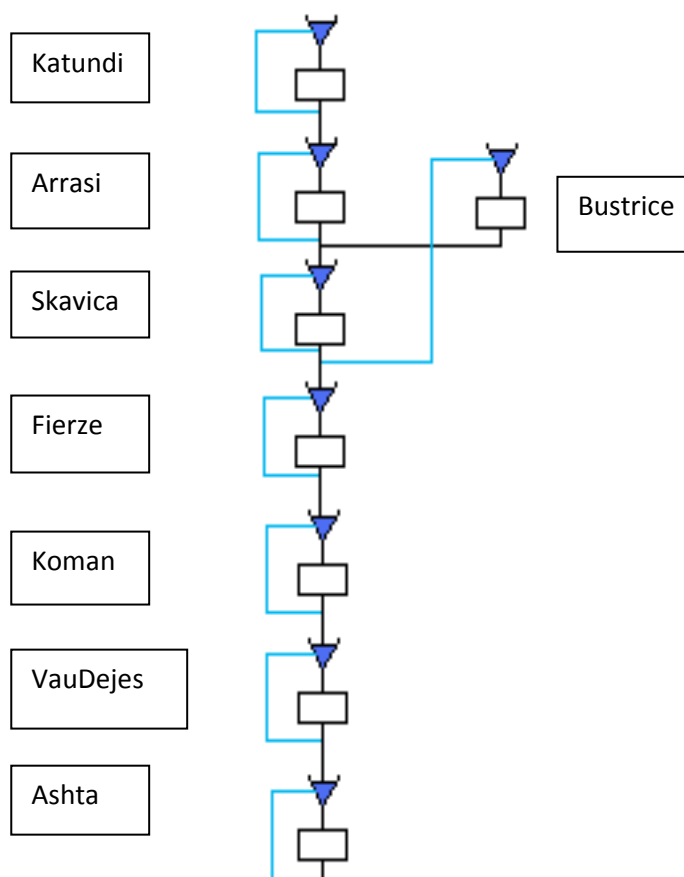 Katundi
Arrasi
Bustrice
Skavica
Fierze
Koman
VauDejes
Ashta